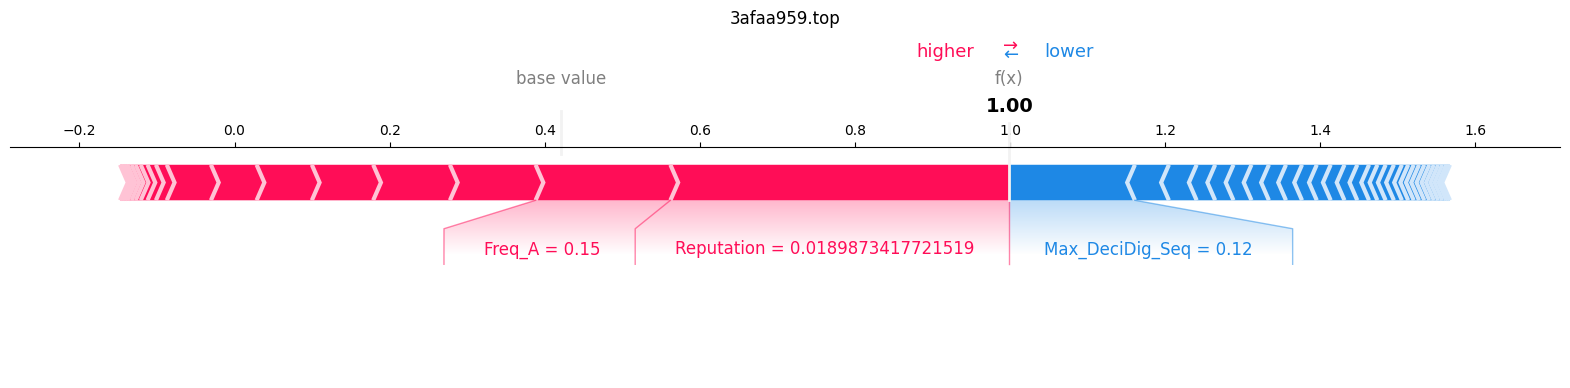 3afaa959.top
higher → ← lower
base value f(x)
1.00
−0.2 0.0 0.2 0.4 0.6 0.8 1.0 1.2 1.4 1.6
Freq_A = 0.15 Reputation = 0.0189873417721519 Max_DeciDig_Seq = 0.12